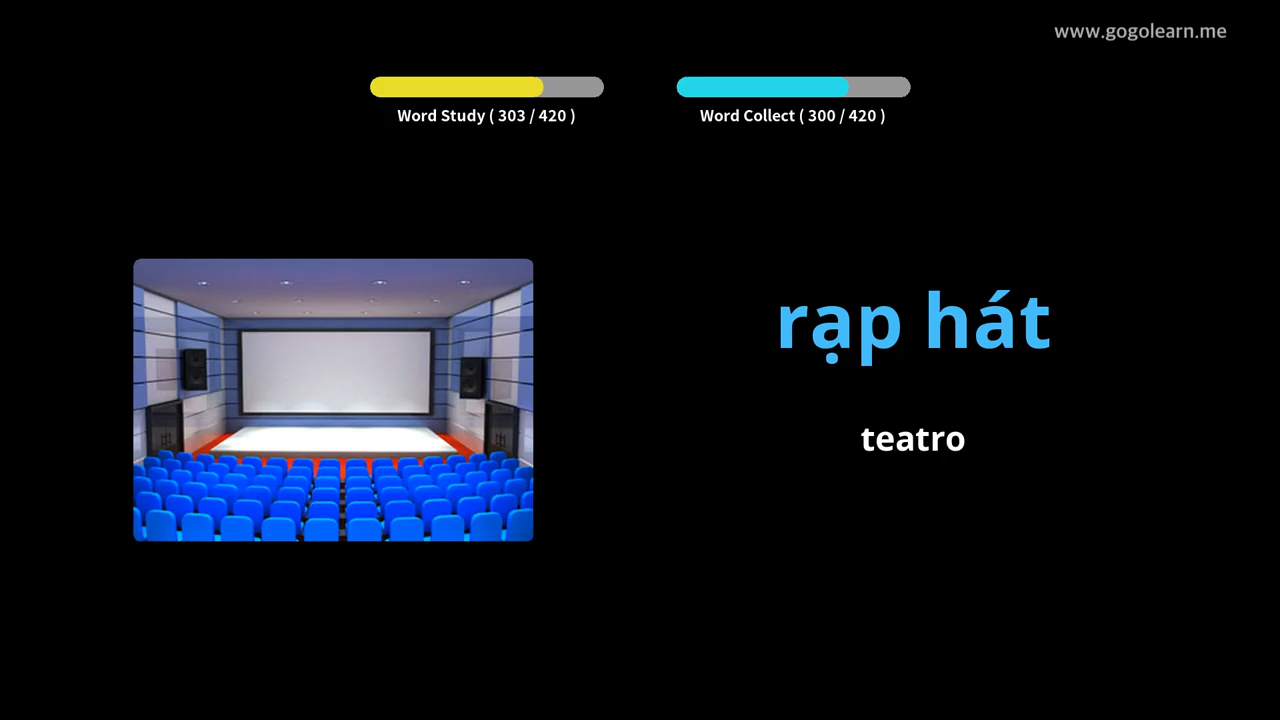 www.gogolearn.me
Word Study ( 303 / 420 )
Word Collect ( 300 / 420 )
rạp hát
teatro